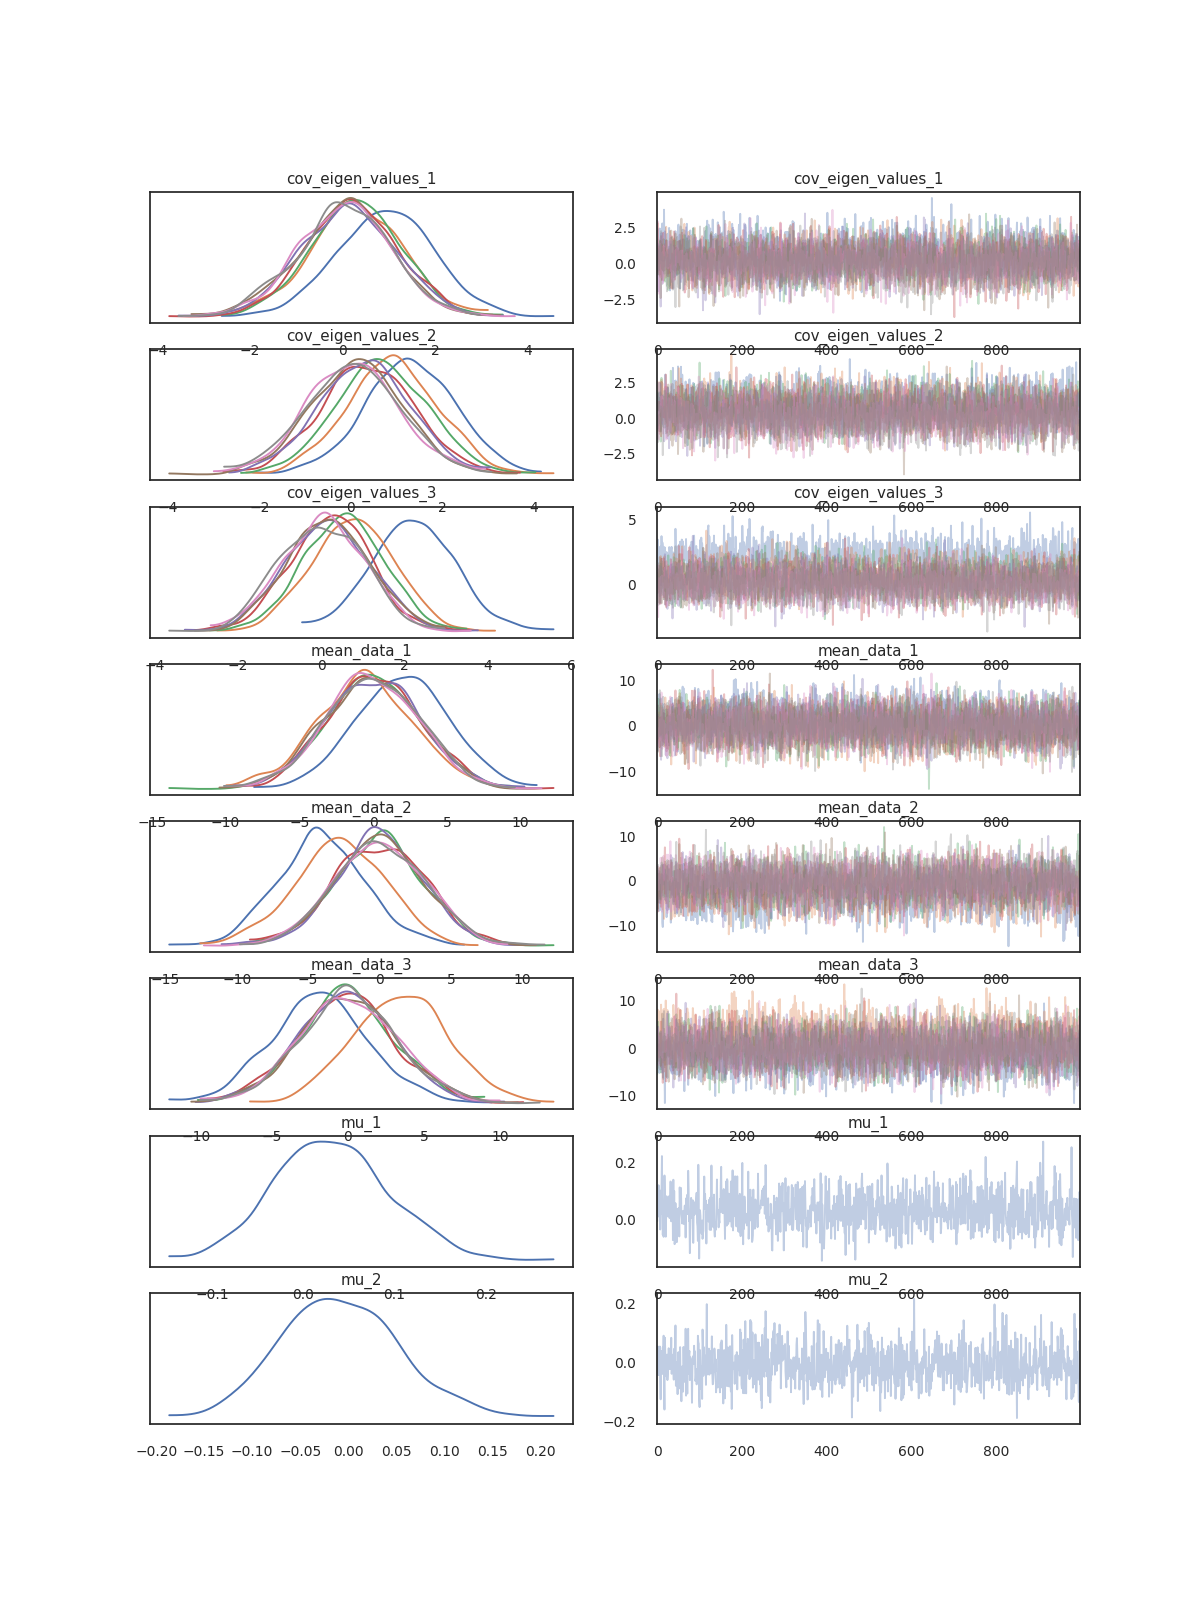 cov_eigen_values_1 cov_eigen_values_1
2.5
0.0
−2.5
cov_eigen_values_2 cov_eigen_values_2
−4 −2 0 2 4 0 200 400 600 800
2.5
0.0
−2.5
cov_eigen_values_3 cov_eigen_values_3
−4 −2 0 2 4 0 200 400 600 800
5
0
mean_data_1 mean_data_1
−4 −2 0 2 4 6 0 200 400 600 800
10
0
−10
mean_data_2 mean_data_2
−15 −10 −5 0 5 10 0 200 400 600 800
10
0
−10
mean_data_3 mean_data_3
−15 −10 −5 0 5 10 0 200 400 600 800
10
0
−10
mu_1 mu_1
−10 −5 0 5 10 0 200 400 600 800
0.2
0.0
mu_2 mu_2
−0.1 0.0 0.1 0.2 0 200 400 600 800
0.2
0.0
−0.2
−0.20 −0.15 −0.10 −0.05 0.00 0.05 0.10 0.15 0.20 0 200 400 600 800